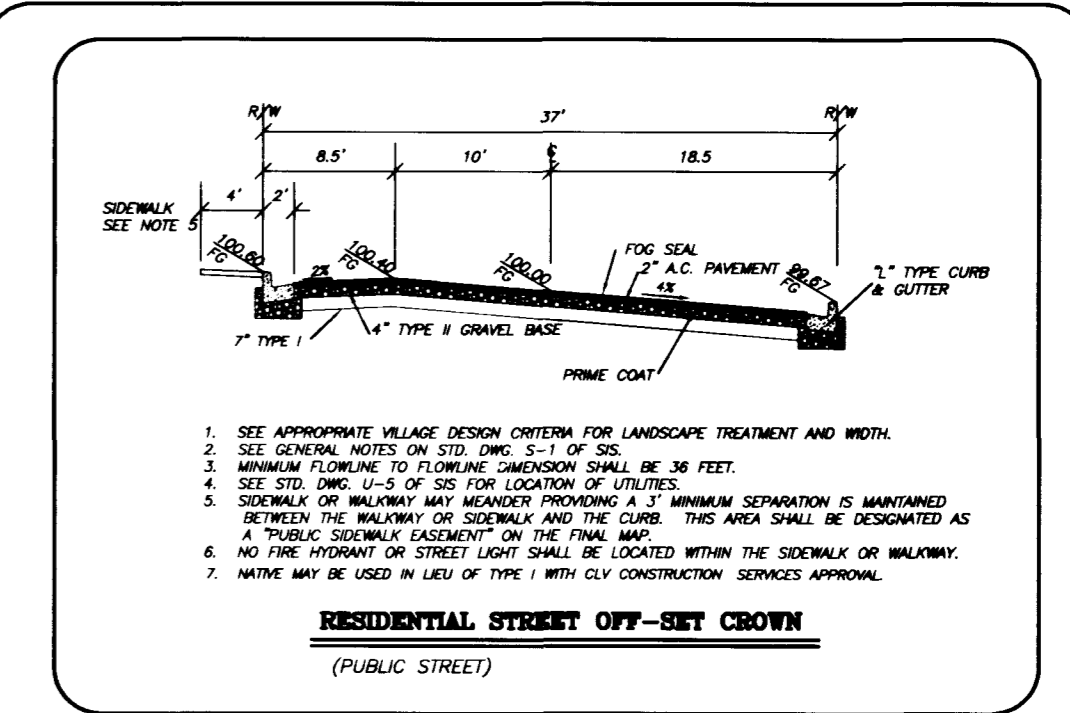 R/W R/W
37'
8.5' 10' ℄ 18.5
4' 2'
SIDEWALK
SEE NOTE 5
100.60
FG
100.40
FG
100.00
FG
99.67
FG
FOG SEAL
2" A.C. PAVEMENT
2%
4%
"L" TYPE CURB
& GUTTER
4" TYPE II GRAVEL BASE
7" TYPE I
PRIME COAT
1. SEE APPROPRIATE VILLAGE DESIGN CRITERIA FOR LANDSCAPE TREATMENT AND WIDTH.
2. SEE GENERAL NOTES ON STD. DWG. S-1 OF SIS.
3. MINIMUM FLOWLINE TO FLOWLINE DIMENSION SHALL BE 36 FEET.
4. SEE STD. DWG. U-5 OF SIS FOR LOCATION OF UTILITIES.
5. SIDEWALK OR WALKWAY MAY MEANDER PROVIDING A 3' MINIMUM SEPARATION IS MAINTAINED
BETWEEN THE WALKWAY OR SIDEWALK AND THE CURB. THIS AREA SHALL BE DESIGNATED AS
A "PUBLIC SIDEWALK EASEMENT" ON THE FINAL MAP.
6. NO FIRE HYDRANT OR STREET LIGHT SHALL BE LOCATED WITHIN THE SIDEWALK OR WALKWAY.
7. NATIVE MAY BE USED IN LIEU OF TYPE I WITH CLV CONSTRUCTION SERVICES APPROVAL.
RESIDENTIAL STREET OFF-SET CROWN
(PUBLIC STREET)